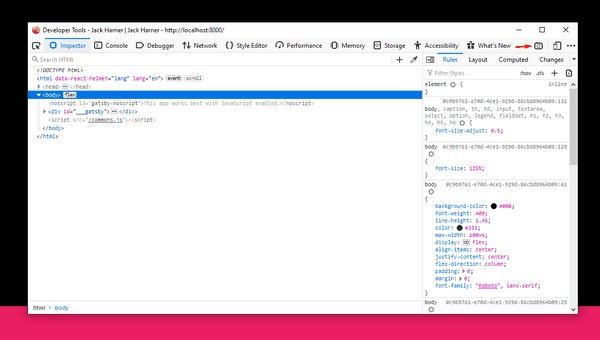 Developer Tools - Jack Harner | Jack Harner - http://localhost:8000/
Inspector Console Debugger Network Style Editor Performance Memory Storage Accessibility What's New
Search HTML
Rules Layout Computed Changes
Filter Styles :hov .cls
<!DOCTYPE html>
<html data-react-helmet="lang" lang="en"> event scroll
<head> </head>
<body> flex
<noscript id="gatsby-noscript">This app works best with JavaScript enabled.</noscript>
<div id="___gatsby"> </div>
<script src="/commons.js"></script>
</body>
</html>
element { inline
}
0c9b9761-e70d-4ce1-929d-86cbd8964b09:132
body, caption, th, td, input, textarea,
select, option, legend, fieldset, h1, h2, h3,
h4, h5, h6 {
font-size-adjust: 0.5;
}
body 0c9b9761-e70d-4ce1-929d-86cbd8964b09:129
{
font-size: 125%;
}
body 0c9b9761-e70d-4ce1-929d-86cbd8964b09:61
{
background-color: #000;
font-weight: 400;
line-height: 1.45;
color: #333;
max-width: 100vw;
display: flex;
align-items: center;
justify-content: center;
flex-direction: column;
padding: 0;
margin: 0;
font-family: "Roboto", sans-serif;
}
body 0c9b9761-e70d-4ce1-929d-86cbd8964b09:25
html > body